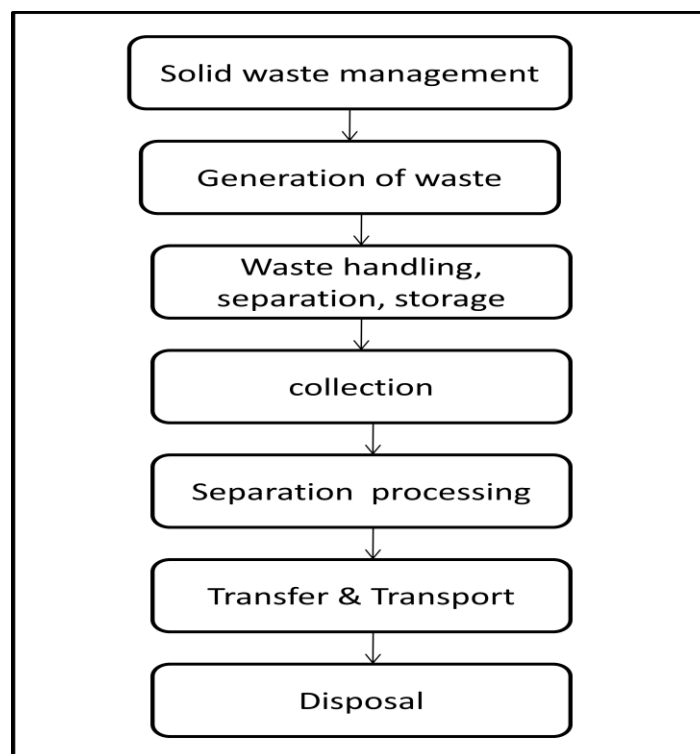 Solid waste management
Generation of waste
Waste handling,
separation, storage
collection
Separation processing
Transfer & Transport
Disposal